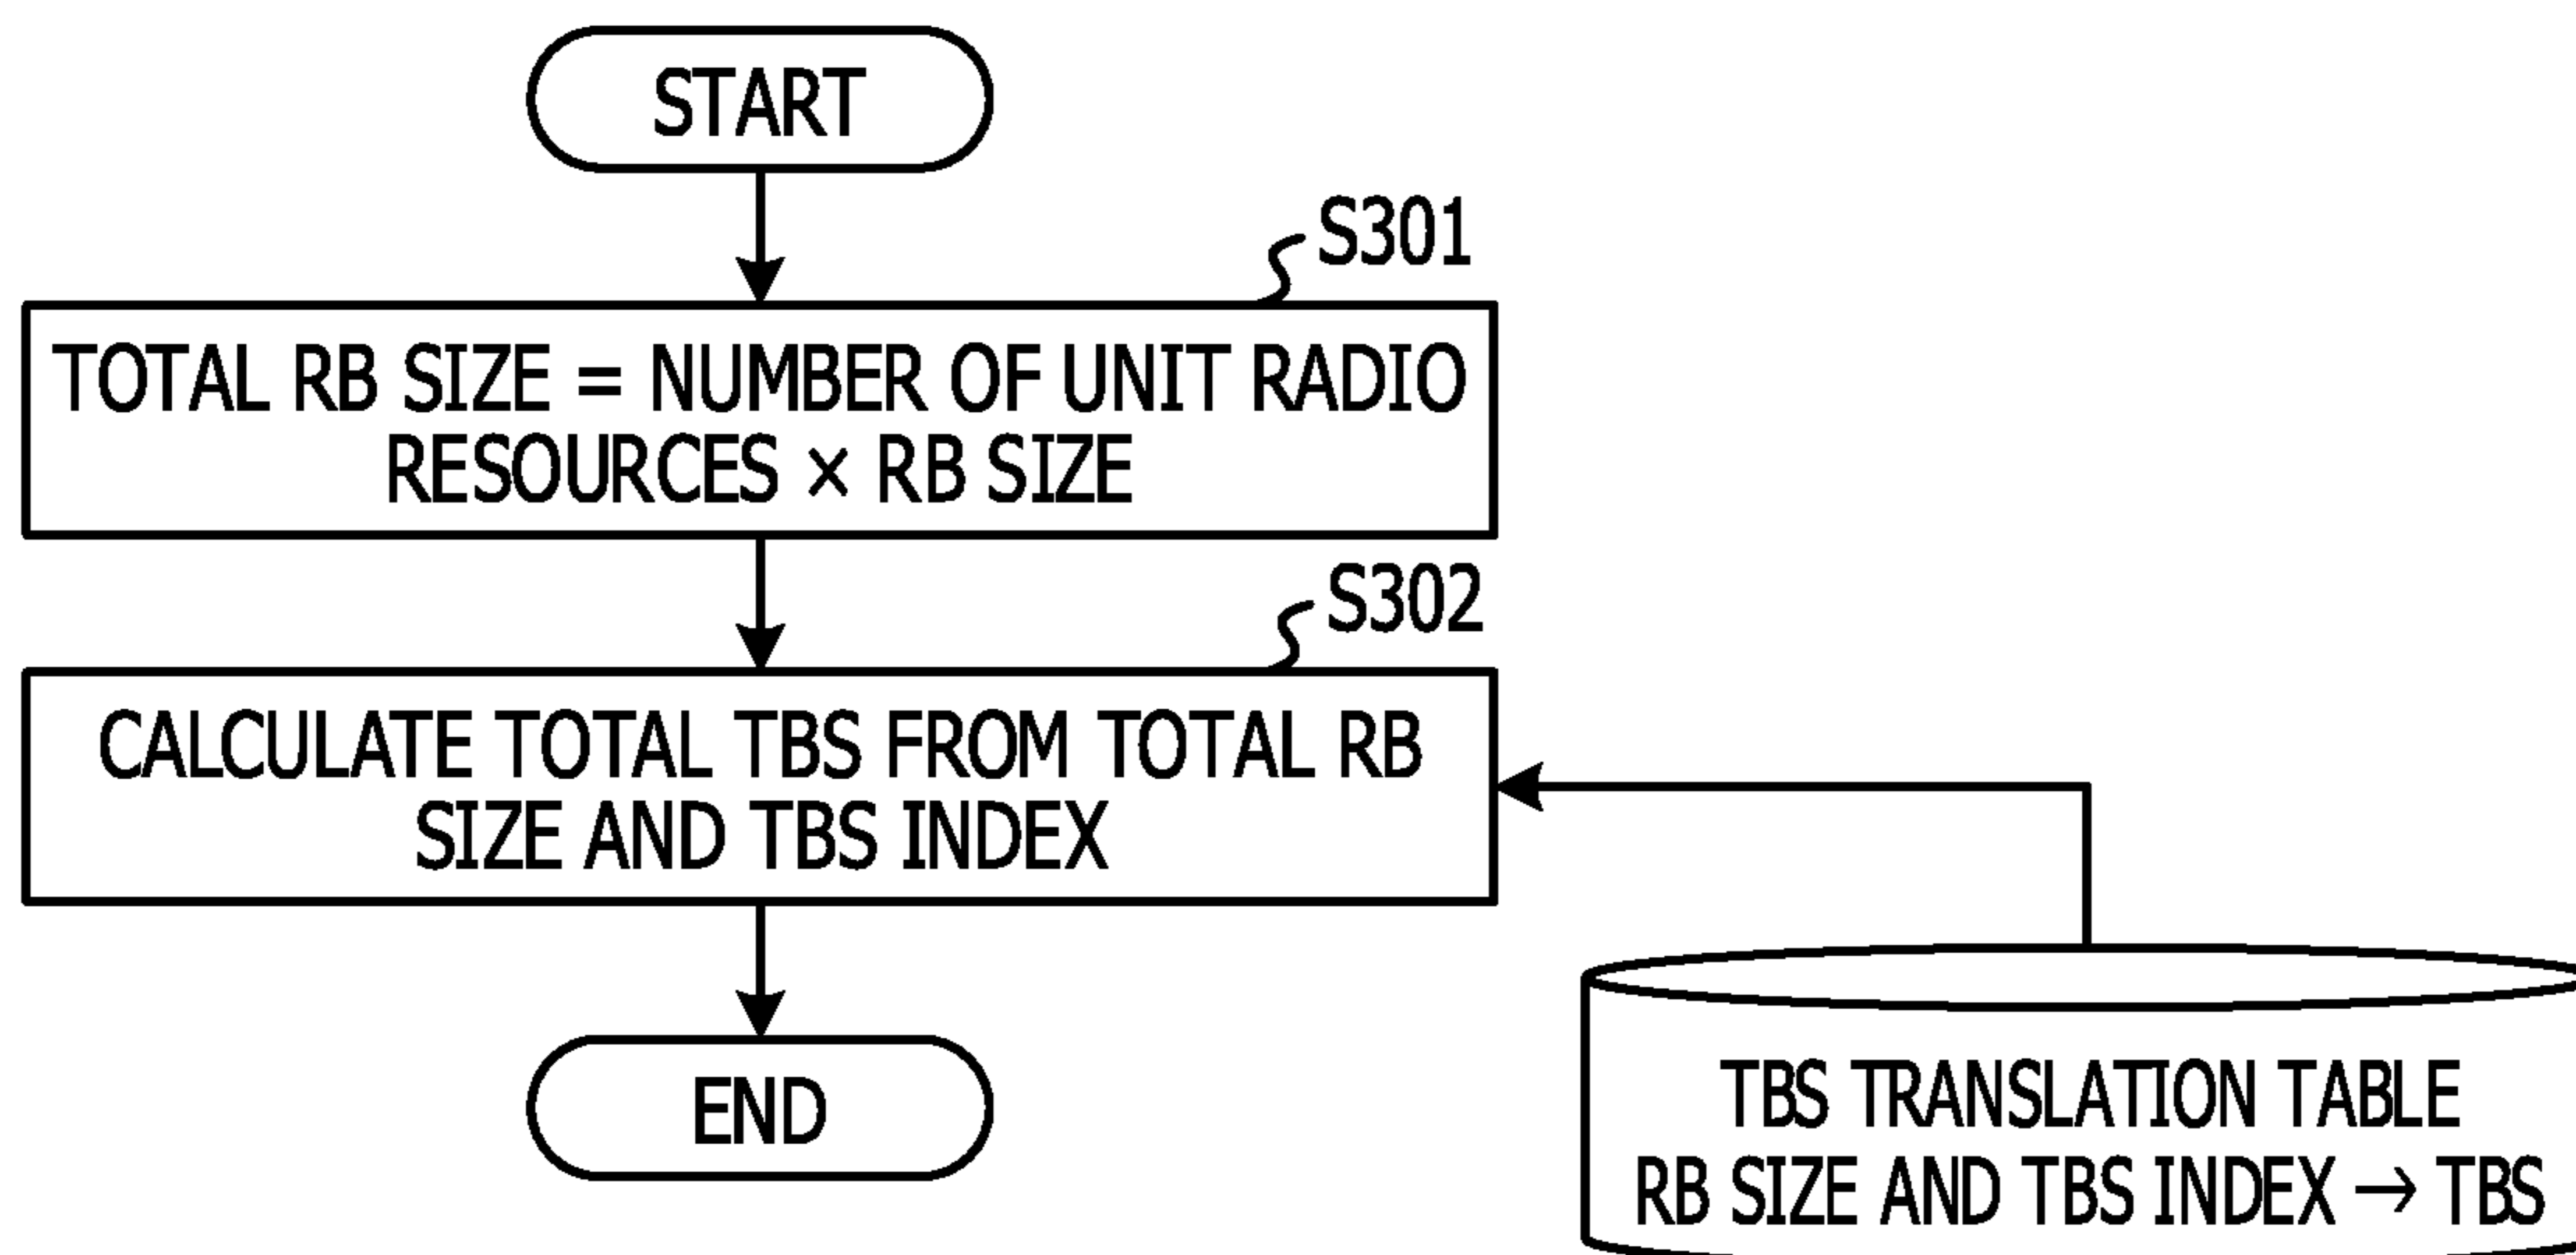 START
S301
TOTAL RB SIZE = NUMBER OF UNIT RADIO
RESOURCES × RB SIZE
S302
CALCULATE TOTAL TBS FROM TOTAL RB
SIZE AND TBS INDEX
END
TBS TRANSLATION TABLE
RB SIZE AND TBS INDEX → TBS